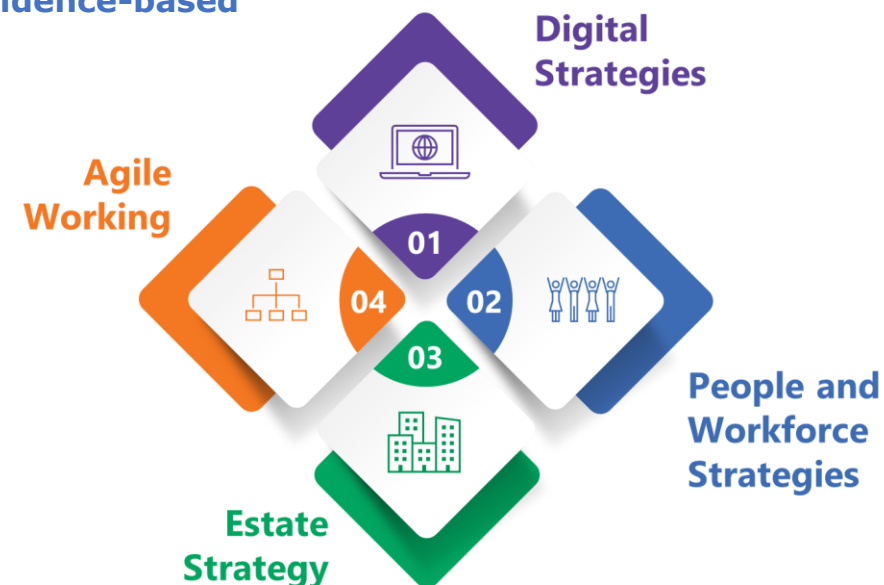 Digital
Strategies
Agile
Working
01
04
02
03
People and
Workforce
Strategies
Estate
Strategy